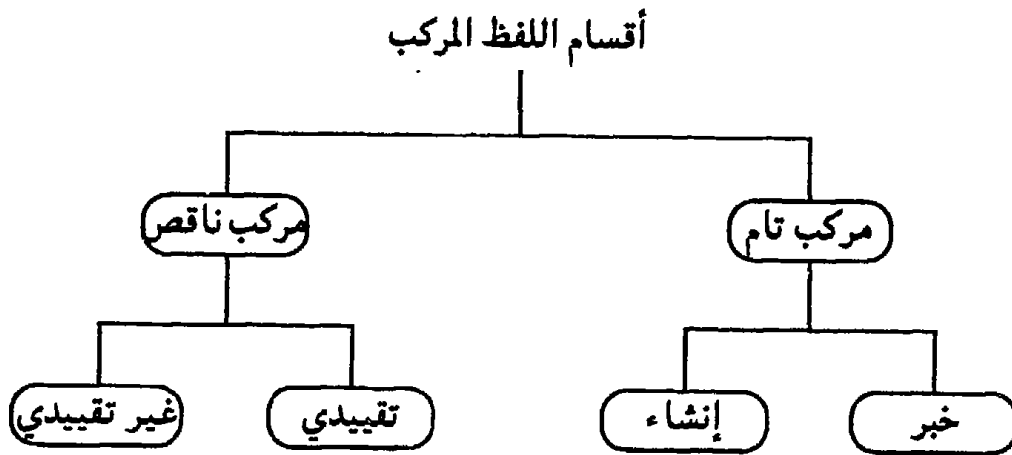 أقسام اللفظ المركب
مركب تام
مركب ناقص
خبر
إنشاء
تقييدي
غير تقييدي